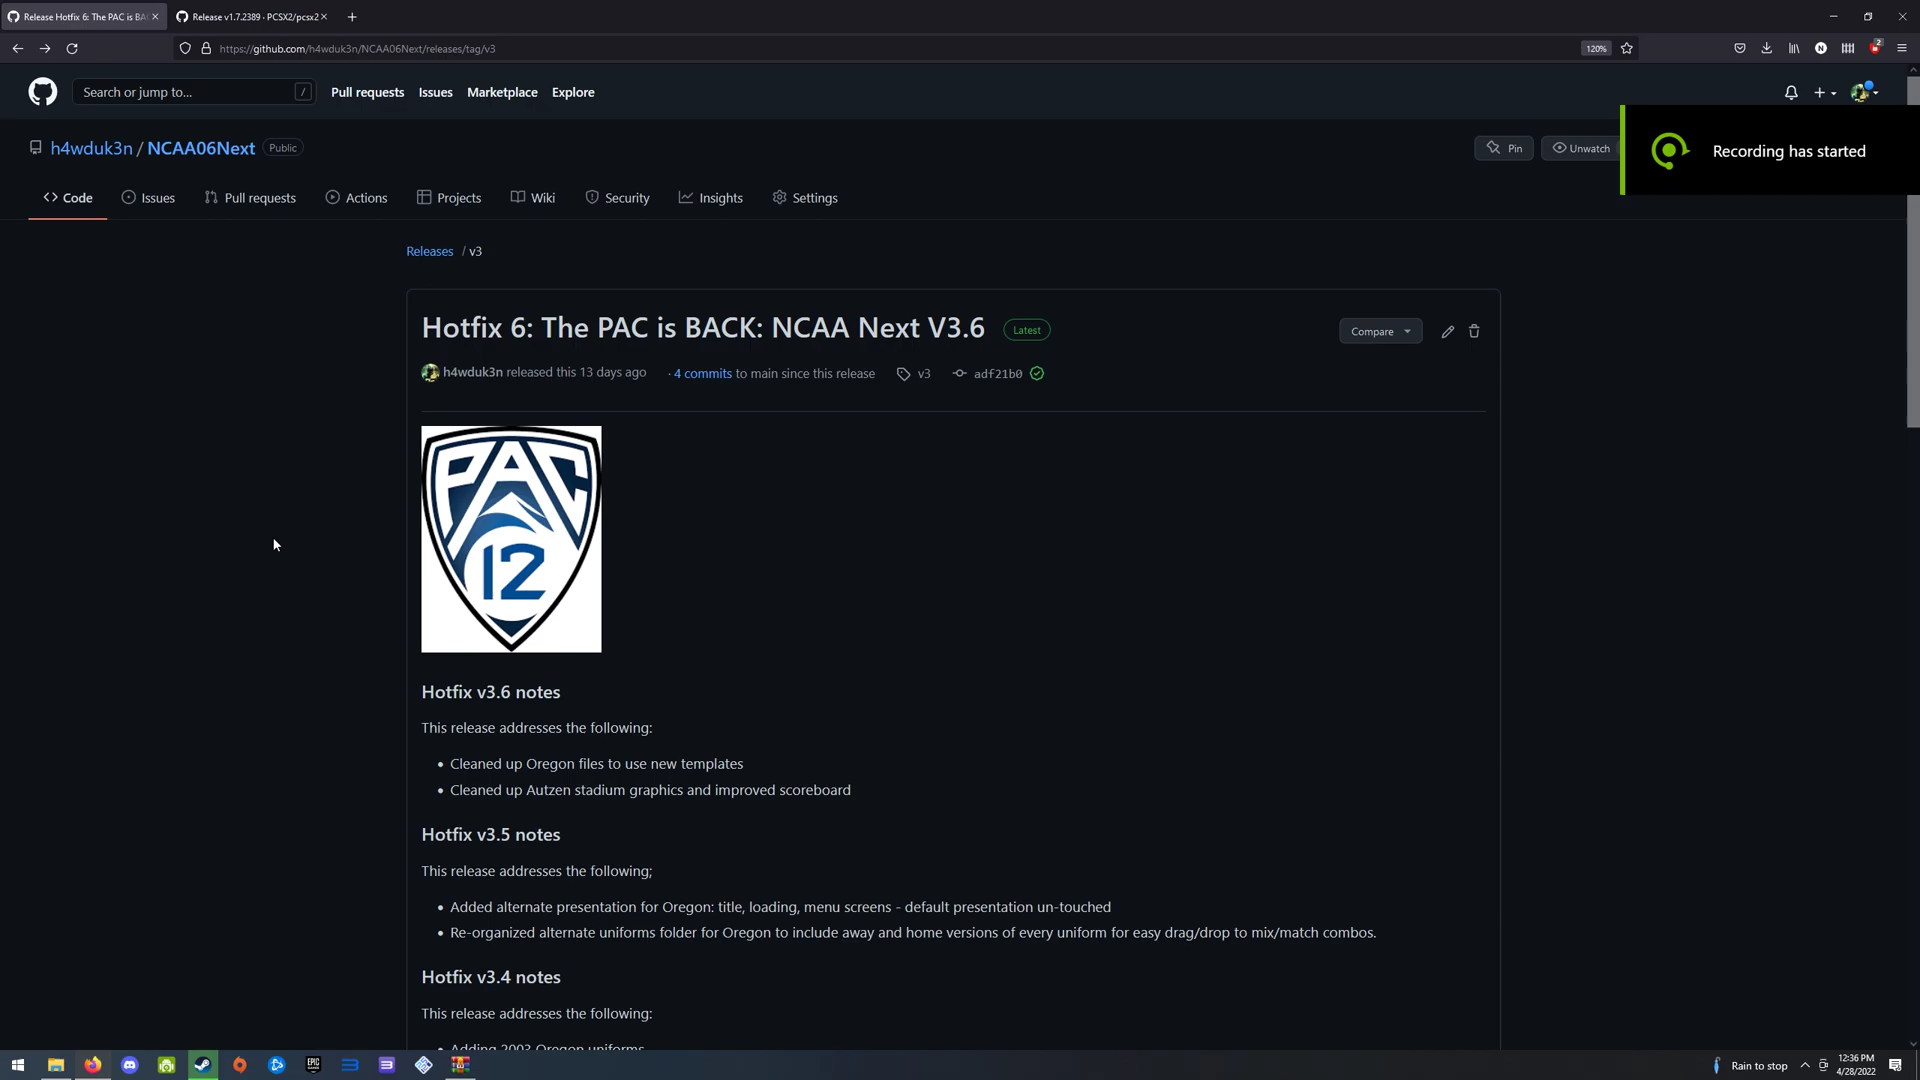 Release Hotfix 6: The PAC is BA
Release v1.7.2389 · PCSX2/pcsx2
https://github.com/h4wduk3n/NCAA06Next/releases/tag/v3
120%
2
Search or jump to...
/
Pull requests
Issues
Marketplace
Explore
h4wduk3n / NCAA06Next
Public
Pin
Unwatch
Recording has started
Code
Issues
Pull requests
Actions
Projects
Wiki
Security
Insights
Settings
Releases / v3
Hotfix 6: The PAC is BACK: NCAA Next V3.6
Latest
Compare
h4wduk3n released this 13 days ago
· 4 commits to main since this release
v3
adf21b0
PAC
12
Hotfix v3.6 notes
This release addresses the following:
• Cleaned up Oregon files to use new templates
• Cleaned up Autzen stadium graphics and improved scoreboard
Hotfix v3.5 notes
This release addresses the following;
• Added alternate presentation for Oregon: title, loading, menu screens - default presentation un-touched
• Re-organized alternate uniforms folder for Oregon to include away and home versions of every uniform for easy drag/drop to mix/match combos.
Hotfix v3.4 notes
This release addresses the following:
• Adding 2003 Oregon uniforms
EPIC
Rain to stop
12:36 PM
4/28/2022